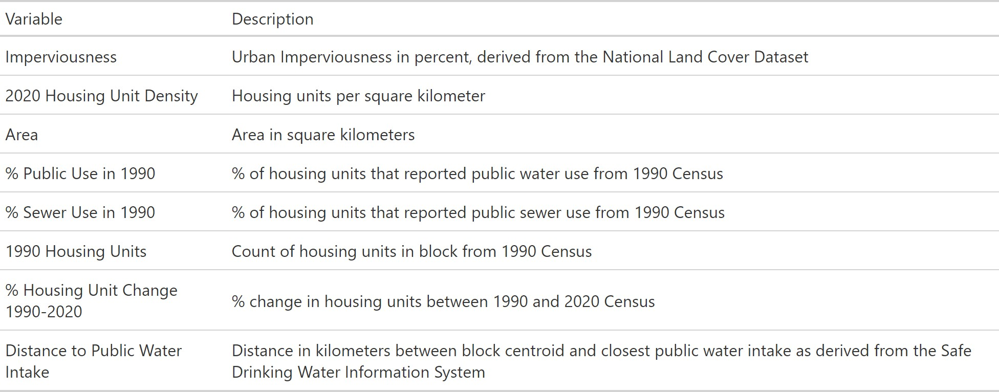 Variable Description
Imperviousness Urban Imperviousness in percent, derived from the National Land Cover Dataset
2020 Housing Unit Density Housing units per square kilometer
Area Area in square kilometers
% Public Use in 1990 % of housing units that reported public water use from 1990 Census
% Sewer Use in 1990 % of housing units that reported public sewer use from 1990 Census
1990 Housing Units Count of housing units in block from 1990 Census
% Housing Unit Change
1990-2020
% change in housing units between 1990 and 2020 Census
Distance to Public Water
Intake
Distance in kilometers between block centroid and closest public water intake as derived from the Safe
Drinking Water Information System